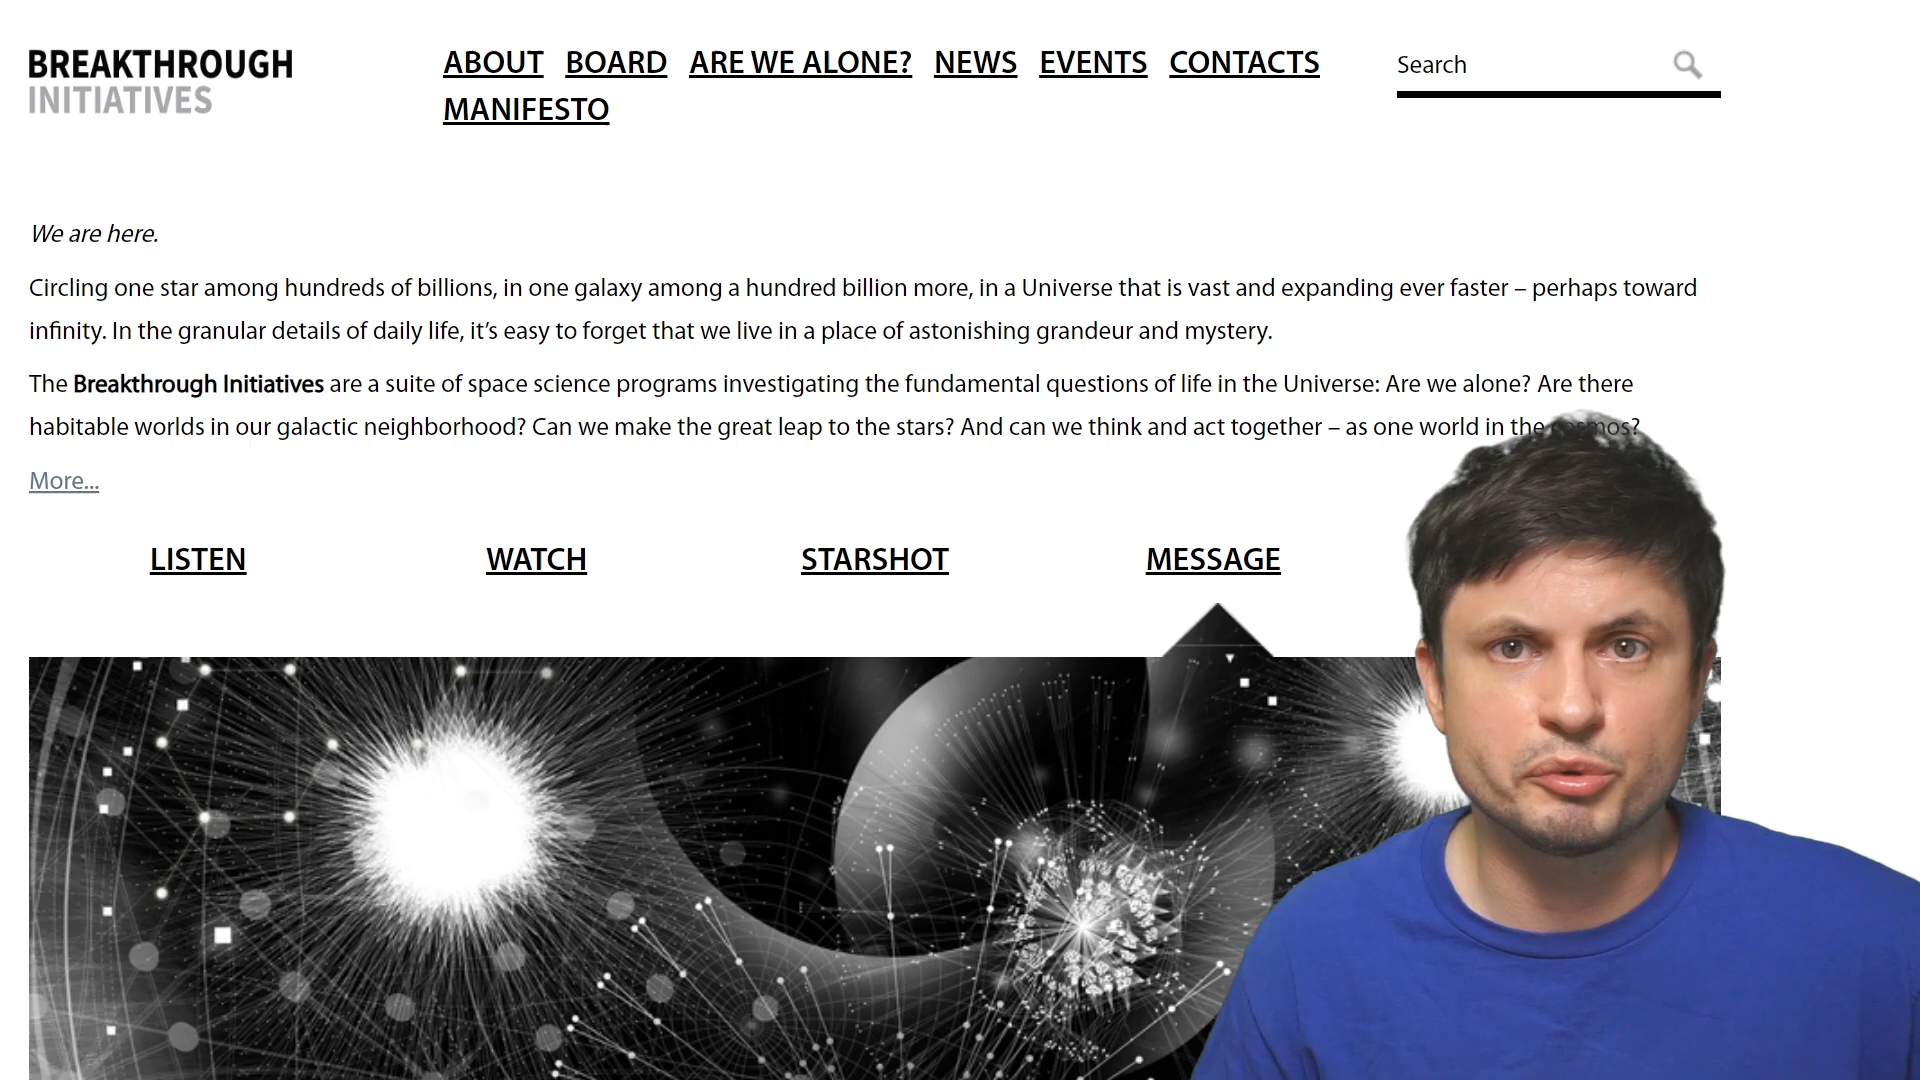 BREAKTHROUGH
INITIATIVES
ABOUT BOARD ARE WE ALONE? NEWS EVENTS CONTACTS
MANIFESTO
Search
We are here.
Circling one star among hundreds of billions, in one galaxy among a hundred billion more, in a Universe that is vast and expanding ever faster – perhaps toward
infinity. In the granular details of daily life, it’s easy to forget that we live in a place of astonishing grandeur and mystery.
The Breakthrough Initiatives are a suite of space science programs investigating the fundamental questions of life in the Universe: Are we alone? Are there
habitable worlds in our galactic neighborhood? Can we make the great leap to the stars? And can we think and act together – as one world in the cosmos?
More...
LISTEN WATCH STARSHOT MESSAGE